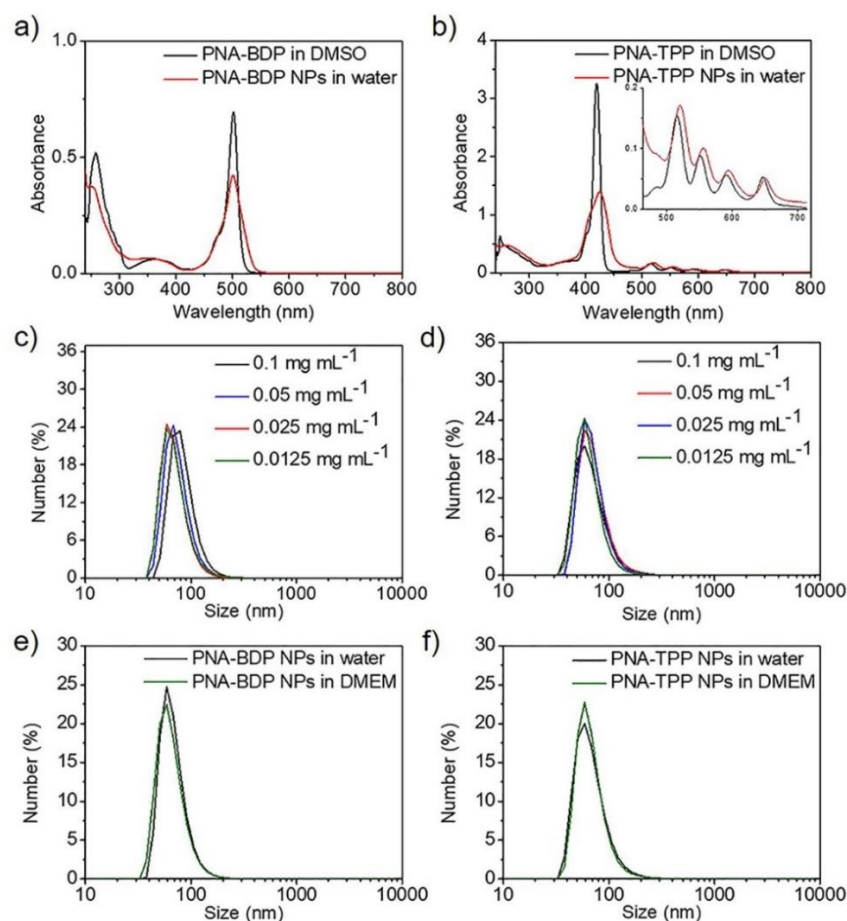 a)
PNA-BDP in DMSO
PNA-BDP NPs in water
1.0
0.5
0.0
Absorbance
300 400 500 600 700 800
Wavelength (nm)
b)
PNA-TPP in DMSO
PNA-TPP NPs in water
4
3
2
1
0
Absorbance
0.2
0.1
0.0
500 600 700
300 400 500 600 700 800
Wavelength (nm)
c)
0.1 mg mL⁻¹
0.05 mg mL⁻¹
0.025 mg mL⁻¹
0.0125 mg mL⁻¹
36
30
24
18
12
6
0
Number (%)
10 100 1000 10000
Size (nm)
d)
0.1 mg mL⁻¹
0.05 mg mL⁻¹
0.025 mg mL⁻¹
0.0125 mg mL⁻¹
36
30
24
18
12
6
0
Number (%)
10 100 1000 10000
Size (nm)
e)
PNA-BDP NPs in water
PNA-BDP NPs in DMEM
30
25
20
15
10
5
0
Number (%)
10 100 1000 10000
Size (nm)
f)
PNA-TPP NPs in water
PNA-TPP NPs in DMEM
30
25
20
15
10
5
0
Number (%)
10 100 1000 10000
Size (nm)